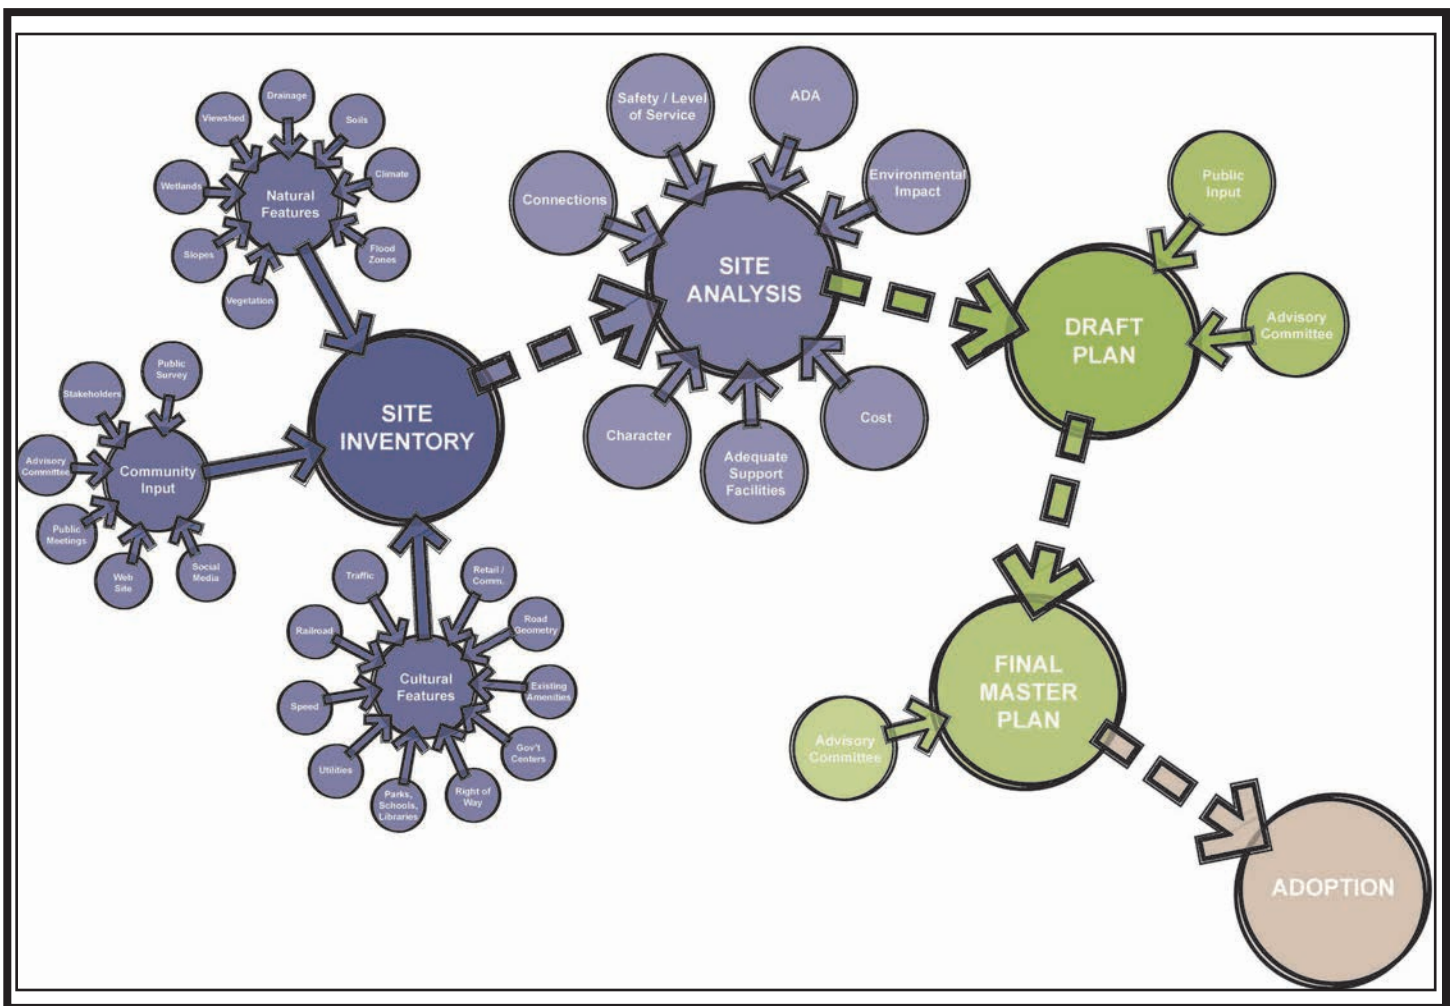 Drainage
Viewshed
Soils
Wetlands
Climate
Natural
Features
Slopes
Flood
Zones
Vegetation
Public
Survey
Stakeholders
Advisory
Committee
Community
Input
Public
Meetings
Web
Site
Social
Media
SITE
INVENTORY
Traffic
Retail /
Comm.
Railroad
Road
Geometry
Cultural
Features
Speed
Existing
Amenities
Utilities
Gov't
Centers
Parks,
Schools,
Libraries
Right of
Way
Safety / Level
of Service
ADA
Connections
Environmental
Impact
SITE
ANALYSIS
Character
Adequate
Support
Facilities
Cost
Public
Input
DRAFT
PLAN
Advisory
Committee
FINAL
MASTER
PLAN
Advisory
Committee
ADOPTION